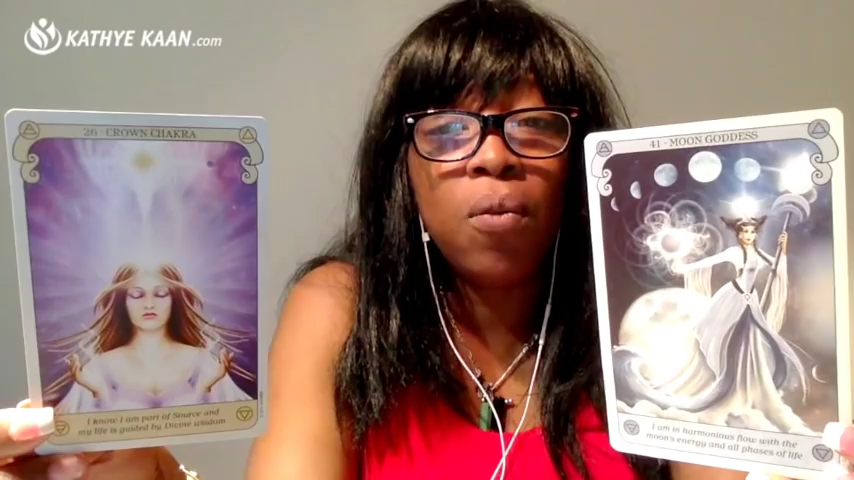 KATHYE KAAN.com
26 - CROWN CHAKRA
I know I am part of Source and
my life is guided by Divine wisdom
41 - MOON GODDESS
I am in harmonious flow with the
moon's energy and all phases of life